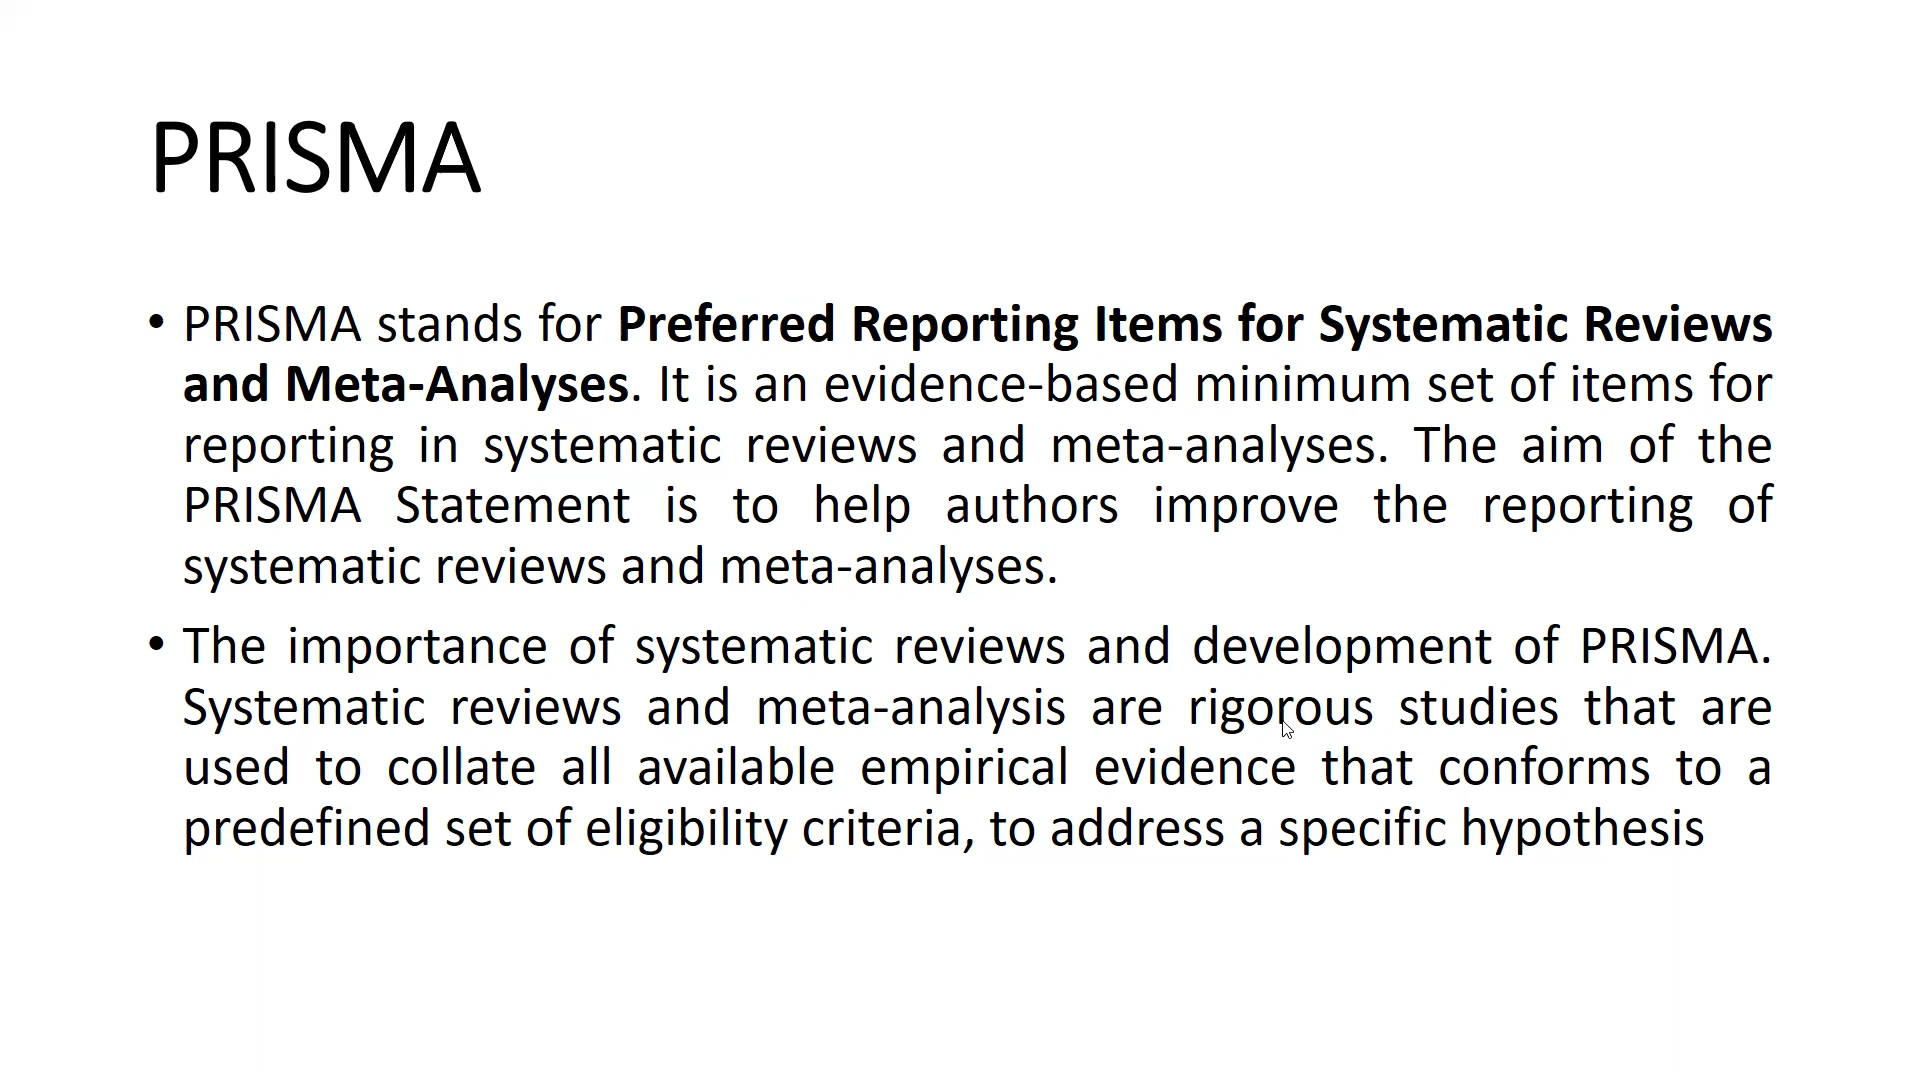 PRISMA
• PRISMA stands for Preferred Reporting Items for Systematic Reviews
and Meta-Analyses. It is an evidence-based minimum set of items for
reporting in systematic reviews and meta-analyses. The aim of the
PRISMA Statement is to help authors improve the reporting of
systematic reviews and meta-analyses.
• The importance of systematic reviews and development of PRISMA.
Systematic reviews and meta-analysis are rigorous studies that are
used to collate all available empirical evidence that conforms to a
predefined set of eligibility criteria, to address a specific hypothesis